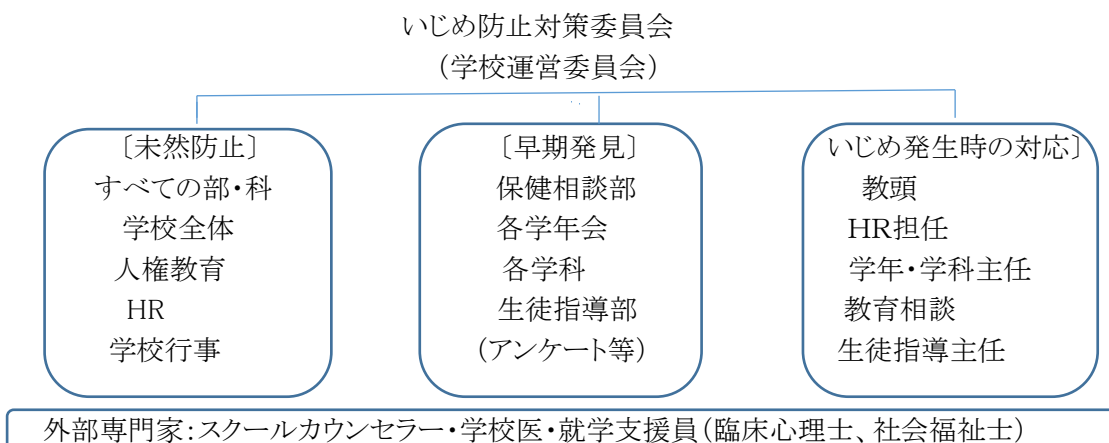 いじめ防止対策委員会
(学校運営委員会)
〔未然防止〕
すべての部・科
学校全体
人権教育
HR
学校行事
〔早期発見〕
保健相談部
各学年会
各学科
生徒指導部
(アンケート等)
いじめ発生時の対応〕
教頭
HR担任
学年・学科主任
教育相談
生徒指導主任
外部専門家:スクールカウンセラー・学校医・就学支援員(臨床心理士、社会福祉士)